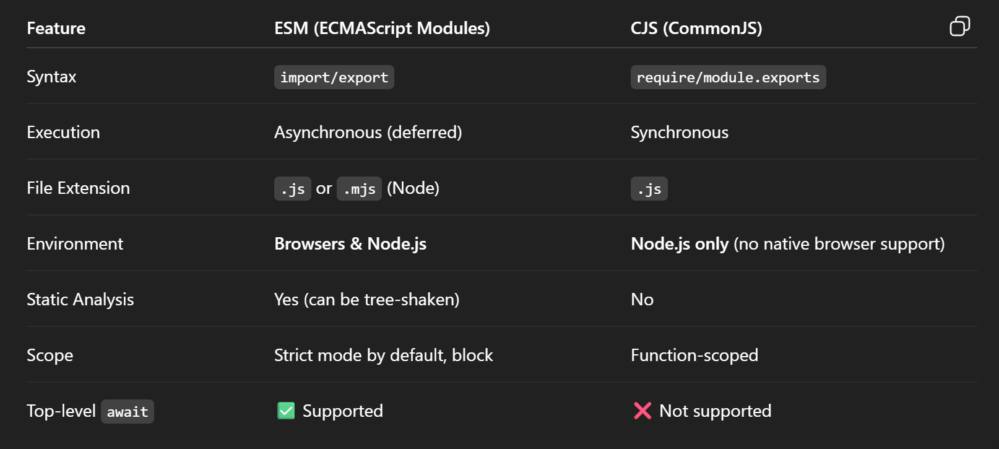 Feature ESM (ECMAScript Modules) CJS (CommonJS)
Syntax import/export require/module.exports
Execution Asynchronous (deferred) Synchronous
File Extension .js or .mjs (Node) .js
Environment Browsers & Node.js Node.js only (no native browser support)
Static Analysis Yes (can be tree-shaken) No
Scope Strict mode by default, block Function-scoped
Top-level await ✅ Supported ❌ Not supported